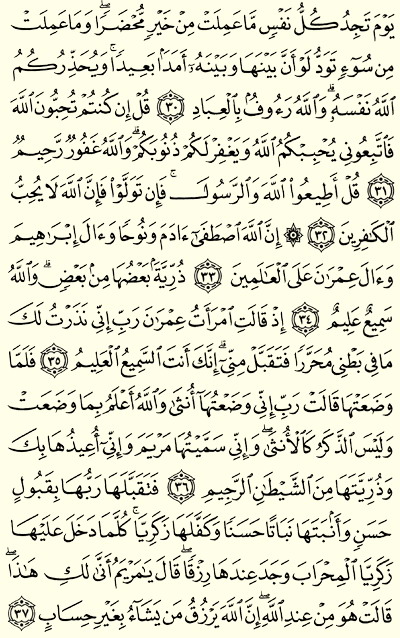 يَوْمَ تَجِدُ كُلُّ نَفْسٍ مَّا عَمِلَتْ مِنْ خَيْرٍ مُّحْضَرًا وَمَا عَمِلَتْ
مِن سُوٓءٍ تَوَدُّ لَوْ أَنَّ بَيْنَهَا وَبَيْنَهُۥٓ أَمَدًۢا بَعِيدًا ۗ وَيُحَذِّرُكُمُ
ٱللَّهُ نَفْسَهُۥ ۗ وَٱللَّهُ رَءُوفٌۢ بِٱلْعِبَادِ ﴿٣٠﴾ قُلْ إِن كُنتُمْ تُحِبُّونَ ٱللَّهَ
فَٱتَّبِعُونِى يُحْبِبْكُمُ ٱللَّهُ وَيَغْفِرْ لَكُمْ ذُنُوبَكُمْ ۗ وَٱللَّهُ غَفُورٌ رَّحِيمٌ
﴿٣١﴾ قُلْ أَطِيعُوا۟ ٱللَّهَ وَٱلرَّسُولَ ۖ فَإِن تَوَلَّوْا۟ فَإِنَّ ٱللَّهَ لَا يُحِبُّ
ٱلْكَٰفِرِينَ ﴿٣٢﴾ ۞ إِنَّ ٱللَّهَ ٱصْطَفَىٰٓ ءَادَمَ وَنُوحًا وَءَالَ إِبْرَٰهِيمَ
وَءَالَ عِمْرَٰنَ عَلَى ٱلْعَٰلَمِينَ ﴿٣٣﴾ ذُرِّيَّةًۢ بَعْضُهَا مِنۢ بَعْضٍ ۗ وَٱللَّهُ
سَمِيعٌ عَلِيمٌ ﴿٣٤﴾ إِذْ قَالَتِ ٱمْرَأَتُ عِمْرَٰنَ رَبِّ إِنِّى نَذَرْتُ لَكَ
مَا فِى بَطْنِى مُحَرَّرًا فَتَقَبَّلْ مِنِّىٓ ۖ إِنَّكَ أَنتَ ٱلسَّمِيعُ ٱلْعَلِيمُ ﴿٣٥﴾ فَلَمَّا
وَضَعَتْهَا قَالَتْ رَبِّ إِنِّى وَضَعْتُهَآ أُنثَىٰ وَٱللَّهُ أَعْلَمُ بِمَا وَضَعَتْ
وَلَيْسَ ٱلذَّكَرُ كَٱلْأُنثَىٰ ۖ وَإِنِّى سَمَّيْتُهَا مَرْيَمَ وَإِنِّىٓ أُعِيذُهَا بِكَ
وَذُرِّيَّتَهَا مِنَ ٱلشَّيْطَٰنِ ٱلرَّجِيمِ ﴿٣٦﴾ فَتَقَبَّلَهَا رَبُّهَا بِقَبُولٍ
حَسَنٍ وَأَنۢبَتَهَا نَبَاتًا حَسَنًا وَكَفَّلَهَا زَكَرِيَّا ۖ كُلَّمَا دَخَلَ عَلَيْهَا
زَكَرِيَّا ٱلْمِحْرَابَ وَجَدَ عِندَهَا رِزْقًا ۖ قَالَ يَٰمَرْيَمُ أَنَّىٰ لَكِ هَٰذَا ۖ
قَالَتْ هُوَ مِنْ عِندِ ٱللَّهِ ۖ إِنَّ ٱللَّهَ يَرْزُقُ مَن يَشَآءُ بِغَيْرِ حِسَابٍ ﴿٣٧﴾